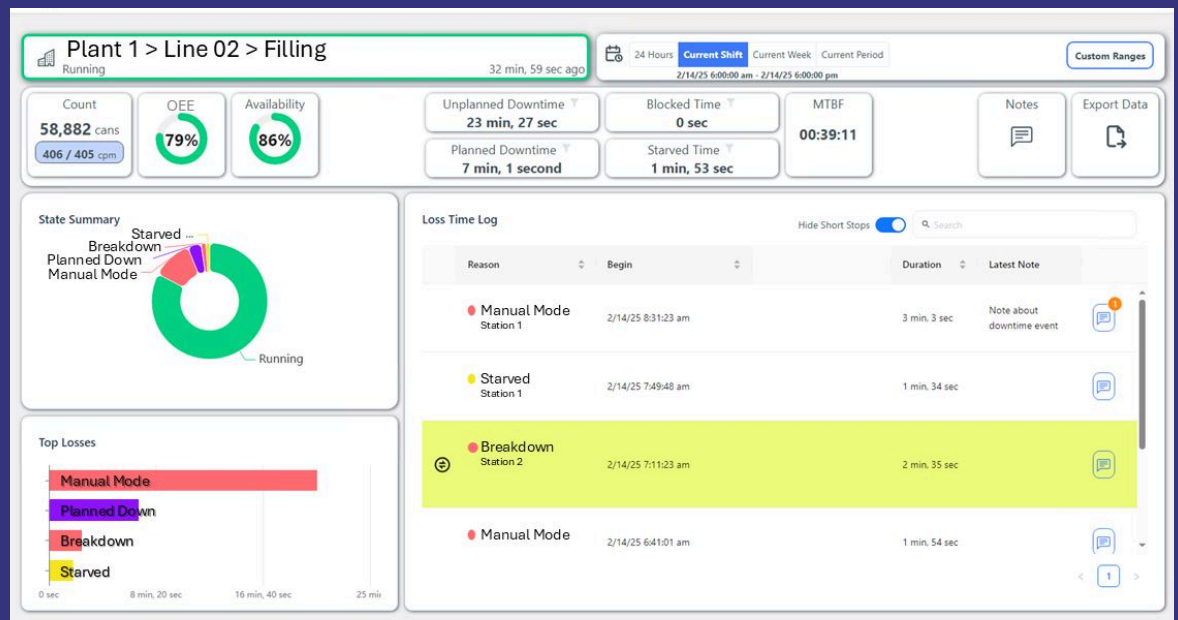 Plant 1 > Line 02 > Filling
Running
32 min, 59 sec ago
24 Hours Current Shift Current Week Current Period
2/14/25 6:00:00 am - 2/14/25 6:00:00 pm
Custom Ranges
Count
58,882 cans
406 / 405 cpm
OEE
79%
Availability
86%
Unplanned Downtime
23 min, 27 sec
Planned Downtime
7 min, 1 second
Blocked Time
0 sec
Starved Time
1 min, 53 sec
MTBF
00:39:11
Notes
Export Data
State Summary
Starved ...
Breakdown
Planned Down
Manual Mode
Running
Top Losses
Manual Mode
Planned Down
Breakdown
Starved
0 sec 8 min, 20 sec 16 min, 40 sec 25 min
Loss Time Log
Hide Short Stops
Search
Reason Begin Duration Latest Note
Manual Mode
Station 1
2/14/25 8:31:23 am
3 min, 3 sec
Note about
downtime event
1
Starved
Station 1
2/14/25 7:49:48 am
1 min, 34 sec
Breakdown
Station 2
2/14/25 7:11:23 am
2 min, 35 sec
Manual Mode
2/14/25 6:41:01 am
1 min, 54 sec
< 1 >